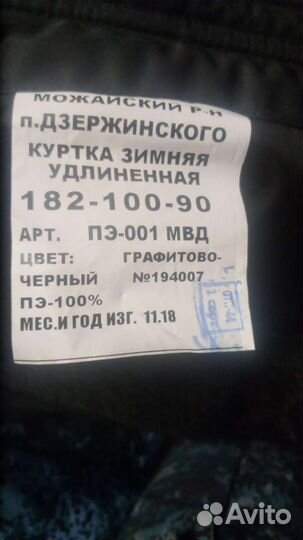 МОЖАЙСКИЙ Р-Н
п.ДЗЕРЖИНСКОГО
КУРТКА ЗИМНЯЯ
УДЛИНЕННАЯ
182-100-90
АРТ. ПЭ-001 МВД
ЦВЕТ: ГРАФИТОВО-
ЧЕРНЫЙ №194007
ПЭ-100%
МЕС.И ГОД ИЗГ. 11.18
Avito